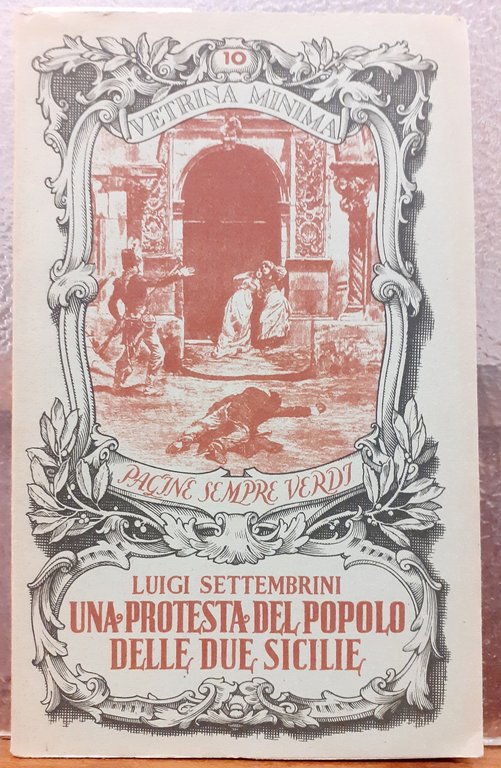 10
VETRINA MINIMA
PAGINE SEMPRE VERDI
LUIGI SETTEMBRINI
UNA PROTESTA DEL POPOLO
DELLE DUE SICILIE